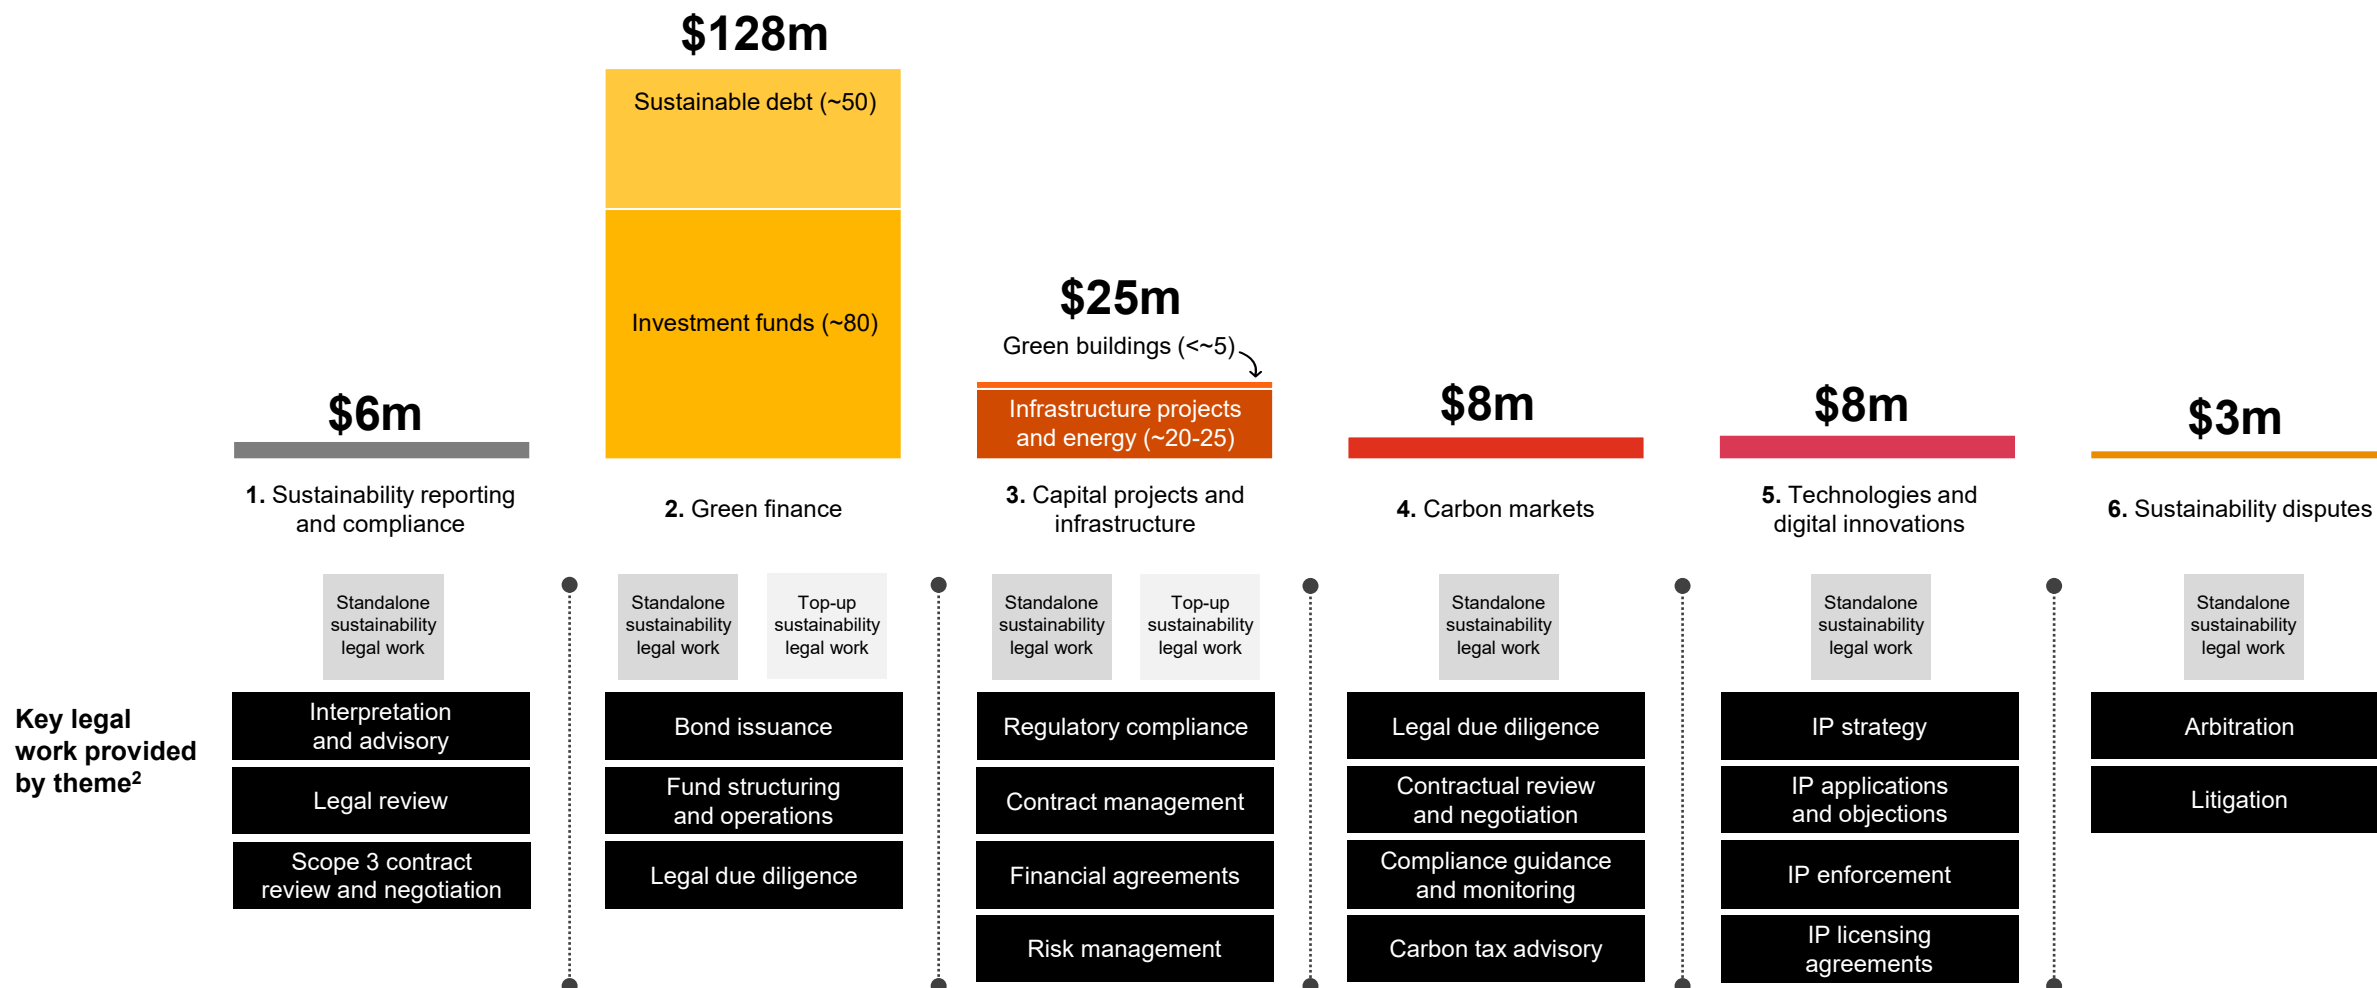 $128m
Sustainable debt (~50)
Investment funds (~80)
$25m
Green buildings (<~5)
Infrastructure projects
and energy (~20-25)
$6m
$8m
$8m
$3m
1. Sustainability reporting
and compliance
2. Green finance
3. Capital projects and
infrastructure
4. Carbon markets
5. Technologies and
digital innovations
6. Sustainability disputes
Standalone
sustainability
legal work
Standalone
sustainability
legal work
Top-up
sustainability
legal work
Standalone
sustainability
legal work
Top-up
sustainability
legal work
Standalone
sustainability
legal work
Standalone
sustainability
legal work
Standalone
sustainability
legal work
Key legal
work provided
by theme²
Interpretation
and advisory
Legal review
Scope 3 contract
review and negotiation
Bond issuance
Fund structuring
and operations
Legal due diligence
Regulatory compliance
Contract management
Financial agreements
Risk management
Legal due diligence
Contractual review
and negotiation
Compliance guidance
and monitoring
Carbon tax advisory
IP strategy
IP applications
and objections
IP enforcement
IP licensing
agreements
Arbitration
Litigation